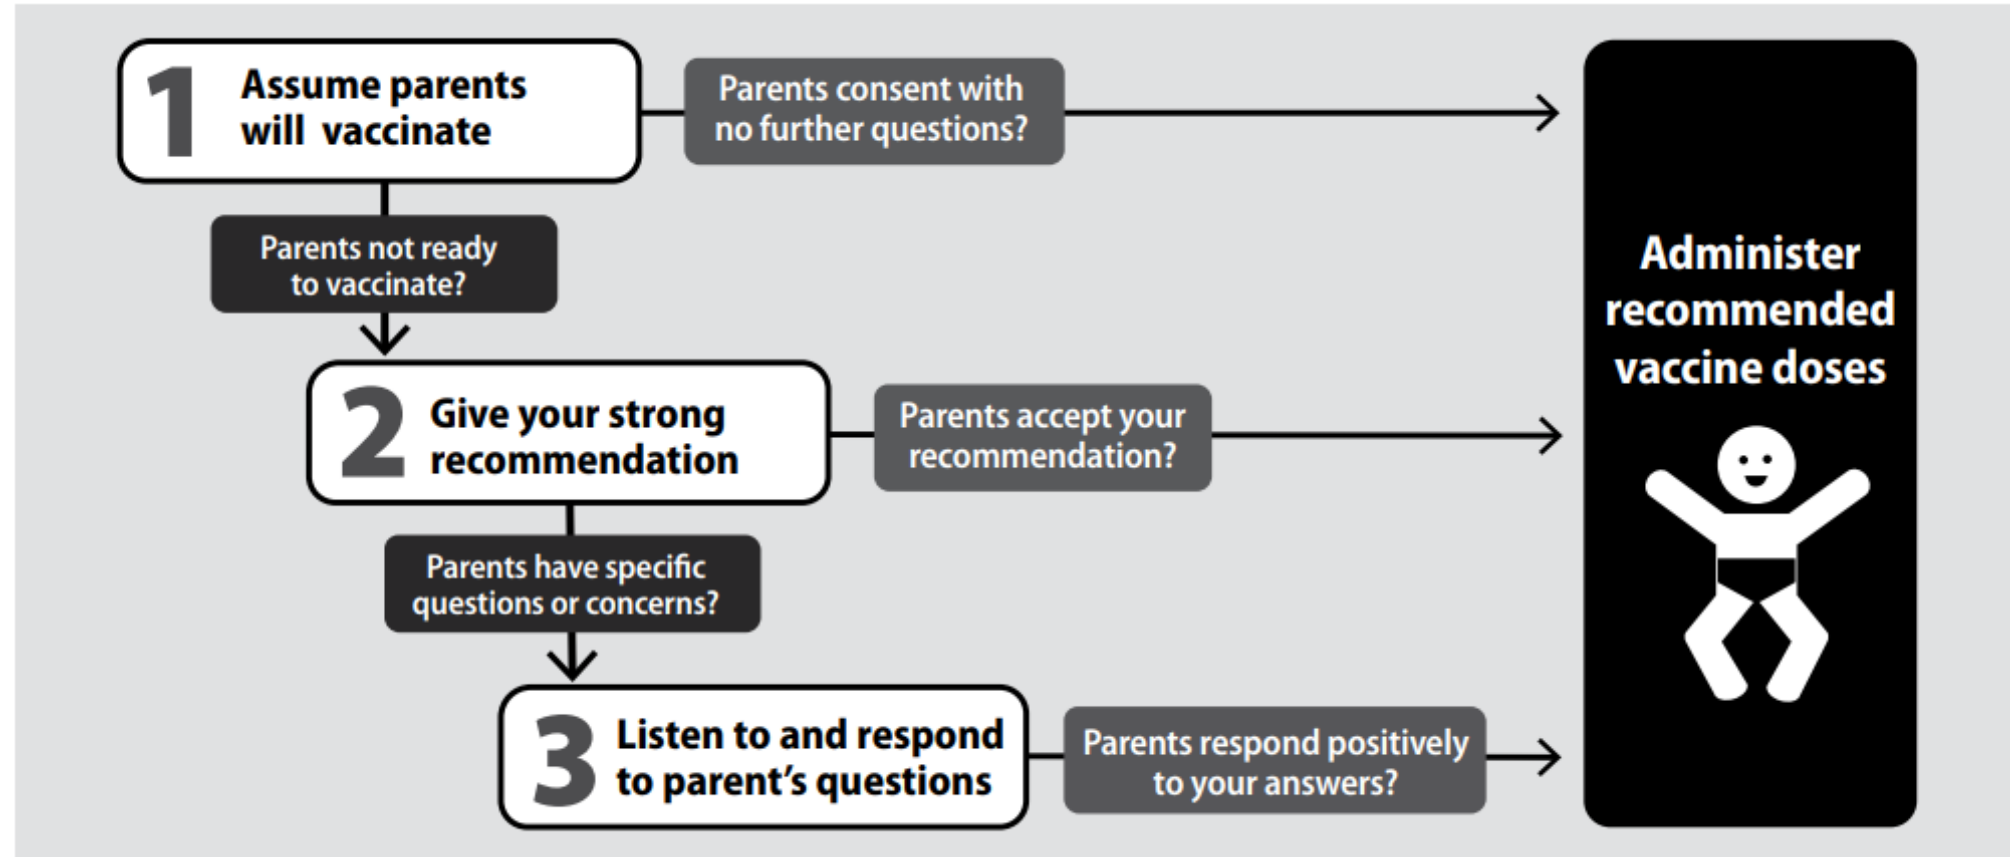 1
Assume parents
will vaccinate
Parents consent with
no further questions?
Parents not ready
to vaccinate?
2
Give your strong
recommendation
Parents accept your
recommendation?
Parents have specific
questions or concerns?
3
Listen to and respond
to parent’s questions
Parents respond positively
to your answers?
Administer
recommended
vaccine doses